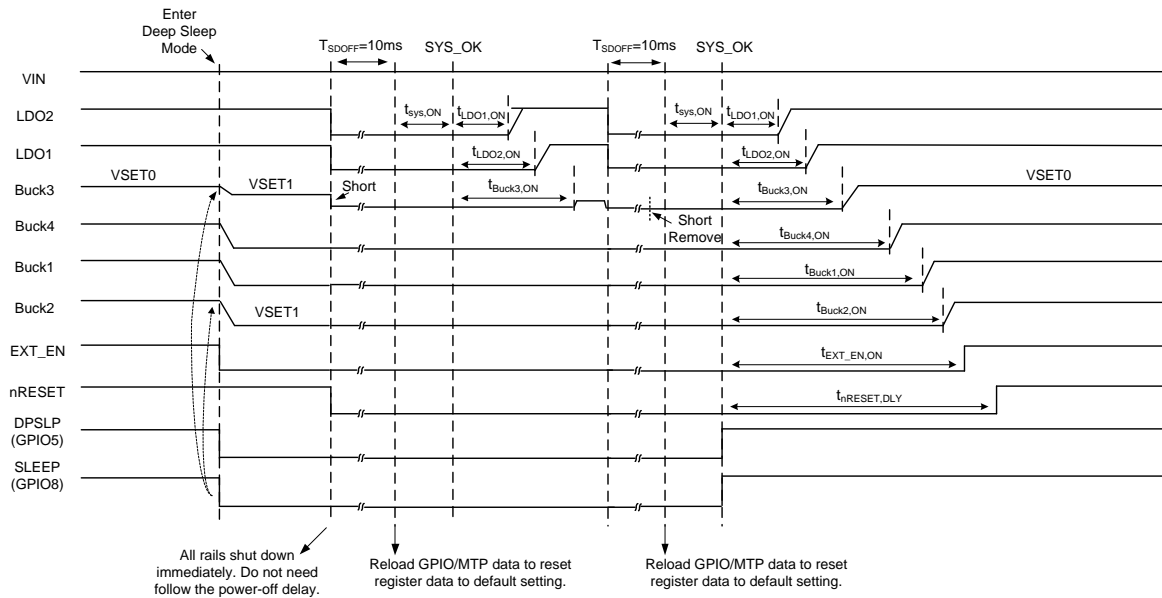 Enter
Deep Sleep
Mode
TSDOFF=10ms
SYS_OK
TSDOFF=10ms
SYS_OK
VIN
LDO2
tsys,ON
tLDO1,ON
tsys,ON
tLDO1,ON
LDO1
tLDO2,ON
tLDO2,ON
Buck3
VSET0
VSET1
Short
tBuck3,ON
tBuck3,ON
VSET0
Short
Remove
Buck4
tBuck4,ON
Buck1
tBuck1,ON
Buck2
VSET1
tBuck2,ON
EXT_EN
tEXT_EN,ON
nRESET
tnRESET,DLY
DPSLP
(GPIO5)
SLEEP
(GPIO8)
All rails shut down
immediately. Do not need
follow the power-off delay.
Reload GPIO/MTP data to reset
register data to default setting.
Reload GPIO/MTP data to reset
register data to default setting.